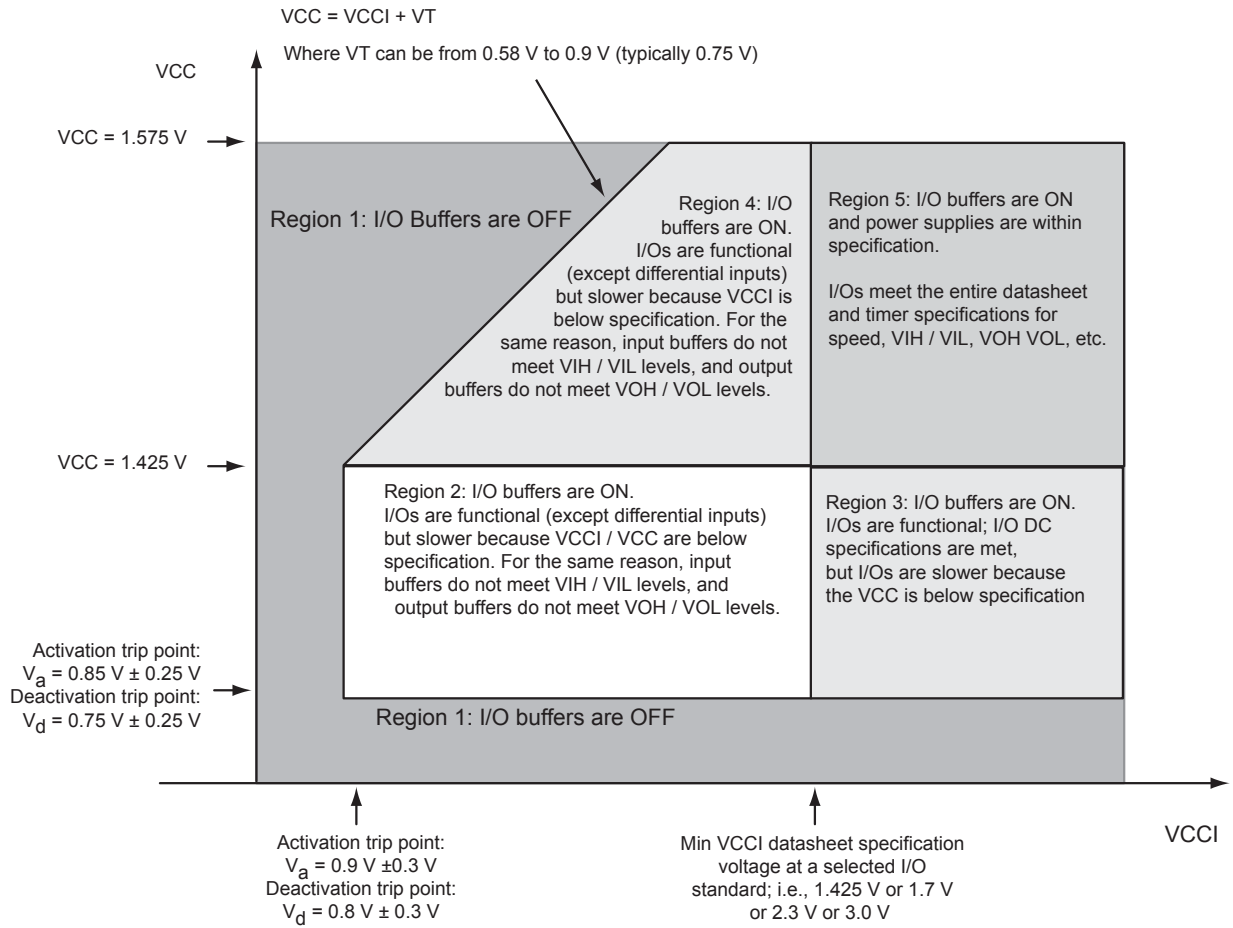 VCC = VCCI + VT
Where VT can be from 0.58 V to 0.9 V (typically 0.75 V)
VCC
VCC = 1.575 V
Region 1: I/O Buffers are OFF
Region 4: I/O
buffers are ON.
I/Os are functional
(except differential inputs)
but slower because VCCI is
below specification. For the
same reason, input buffers do not
meet VIH / VIL levels, and output
buffers do not meet VOH / VOL levels.
Region 5: I/O buffers are ON
and power supplies are within
specification.
I/Os meet the entire datasheet
and timer specifications for
speed, VIH / VIL, VOH VOL, etc.
VCC = 1.425 V
Region 2: I/O buffers are ON.
I/Os are functional (except differential inputs)
but slower because VCCI / VCC are below
specification. For the same reason, input
buffers do not meet VIH / VIL levels, and
output buffers do not meet VOH / VOL levels.
Region 3: I/O buffers are ON.
I/Os are functional; I/O DC
specifications are met,
but I/Os are slower because
the VCC is below specification
Activation trip point:
Va = 0.85 V ± 0.25 V
Deactivation trip point:
Vd = 0.75 V ± 0.25 V
Region 1: I/O buffers are OFF
VCCI
Activation trip point:
Va = 0.9 V ±0.3 V
Deactivation trip point:
Vd = 0.8 V ± 0.3 V
Min VCCI datasheet specification
voltage at a selected I/O
standard; i.e., 1.425 V or 1.7 V
or 2.3 V or 3.0 V